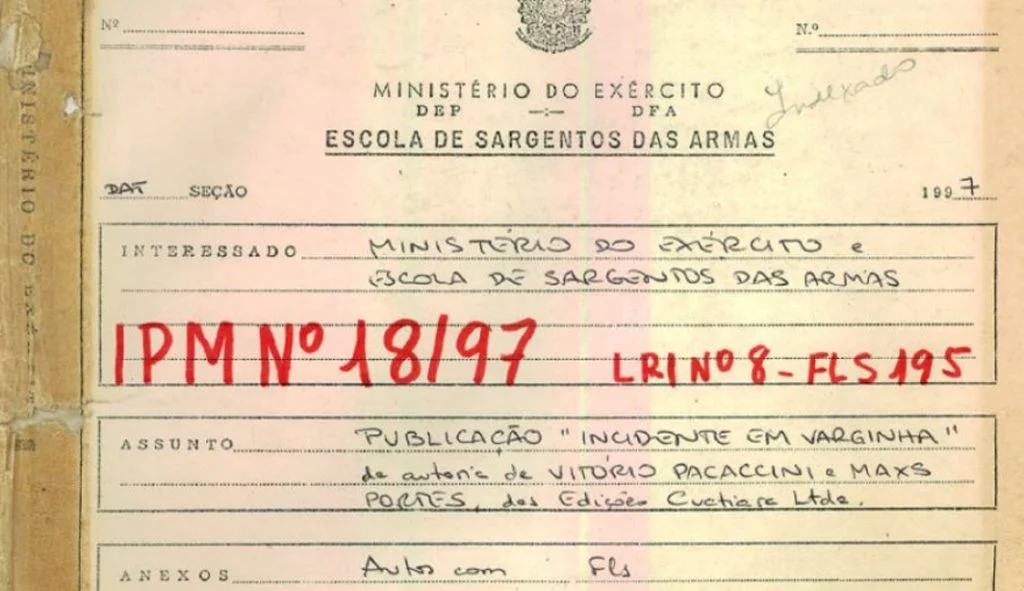 Nº
N.º
MINISTÉRIO DO EXÉRCITO
Indexado
DEP DFA
ESCOLA DE SARGENTOS DAS ARMAS
DAT SEÇÃO
1997
INTERESSADO MINISTÉRIO DO EXÉRCITO e
ESCOLA DE SARGENTOS DAS ARMAS
IPM Nº 18/97 LRI Nº 8 - FLS 195
ASSUNTO PUBLICAÇÃO "INCIDENTE EM VARGINHA"
de autoria de VITÓRIO PACACCINI e MAXS
PORTES, das Edições Cuatiara Ltda.
ANEXOS Autos com Fls